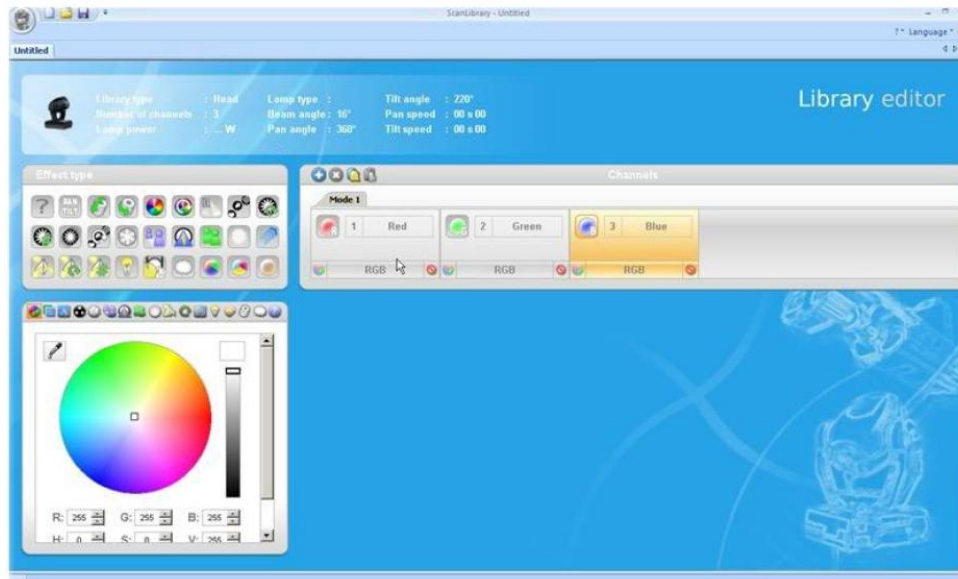 ScanLibrary - Untitled
? Language
Untitled
Library editor
Library type : Head
Number of channels : 3
Lamp power : ... W
Lamp type :
Beam angle : 16°
Pan angle : 360°
Tilt angle : 220°
Pan speed : 00 s 00
Tilt speed : 00 s 00
Effect type
? PAN TILT
Channels
Mode 1
1 Red
2 Green
3 Blue
RGB
RGB
RGB
R: 255 G: 255 B: 255
H: 0 S: 0 V: 255